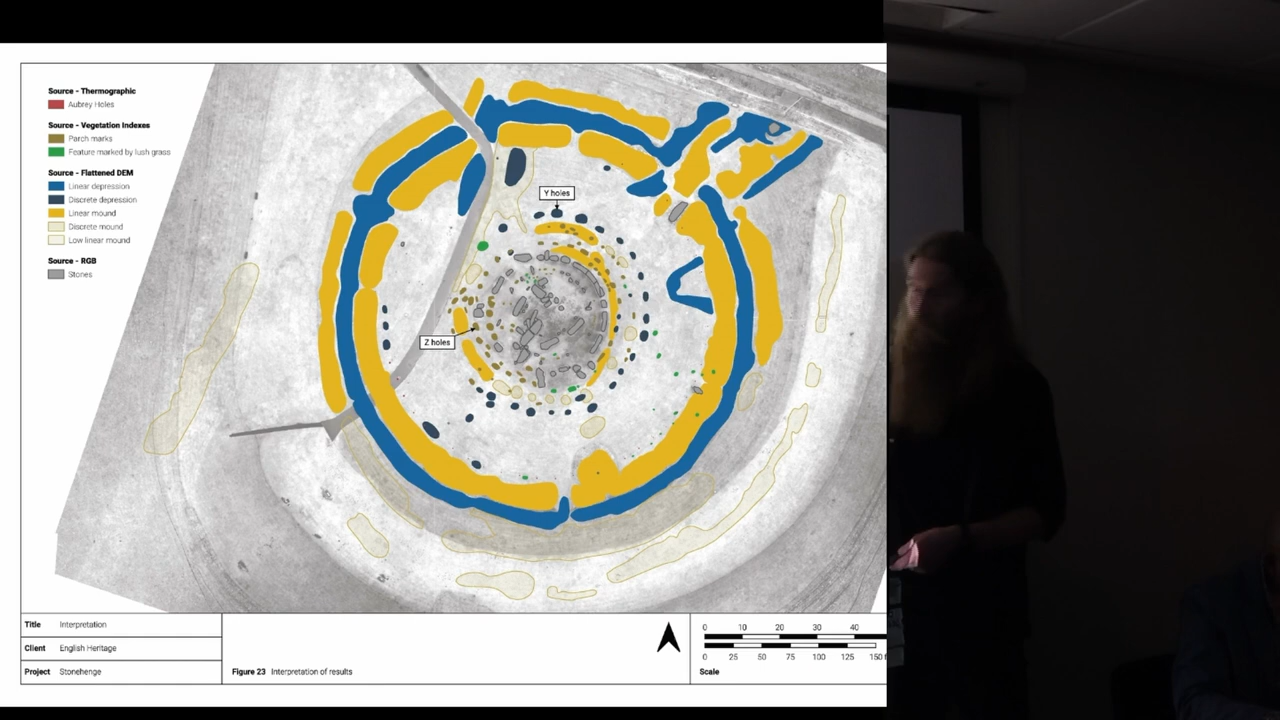 Source - Thermographic
Aubrey Holes
Source - Vegetation Indexes
Parch marks
Feature marked by lush grass
Source - Flattened DEM
Linear depression
Discrete depression
Linear mound
Discrete mound
Low linear mound
Source - RGB
Stones
Y holes
Z holes
Title Interpretation
Client English Heritage
Project Stonehenge
Figure 23 Interpretation of results
0 10 20 30 40
0 25 50 75 100 125 150 f
Scale